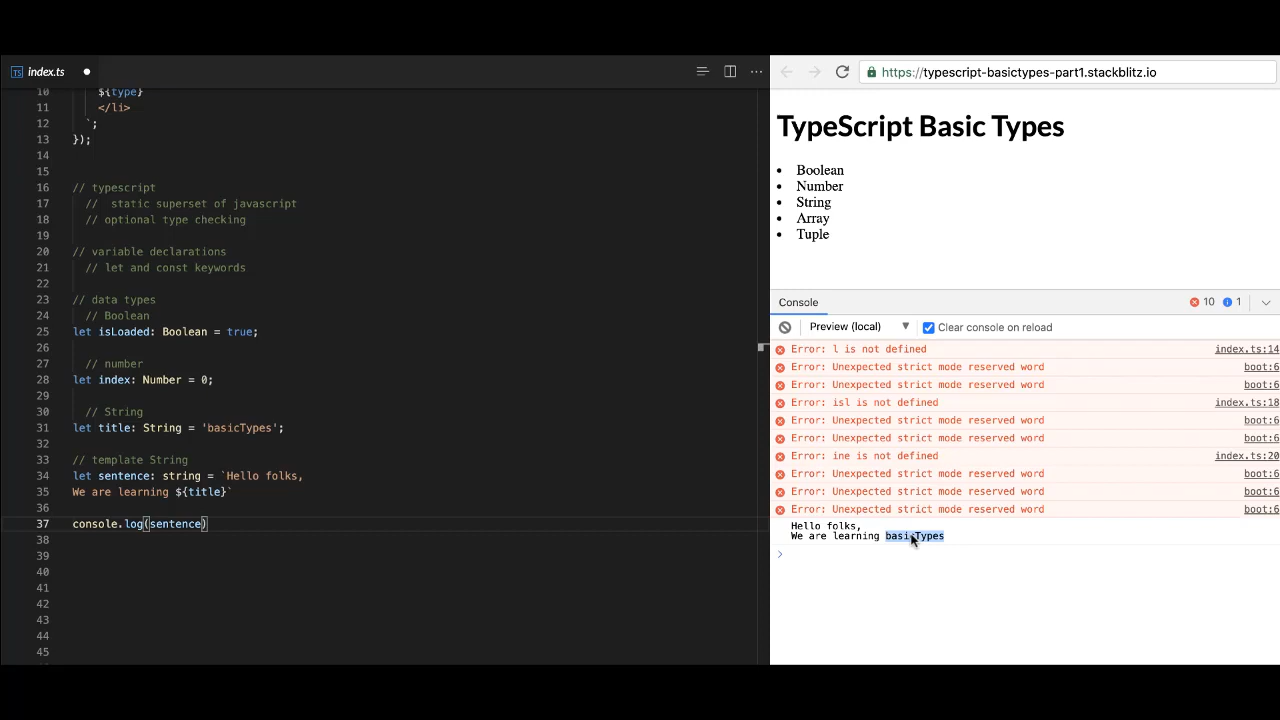 index.ts
10 ${type}
11 </li>
12 `;
13 });
14
15
16 // typescript
17 // static superset of javascript
18 // optional type checking
19
20 // variable declarations
21 // let and const keywords
22
23 // data types
24 // Boolean
25 let isLoaded: Boolean = true;
26
27 // number
28 let index: Number = 0;
29
30 // String
31 let title: String = 'basicTypes';
32
33 // template String
34 let sentence: string = `Hello folks,
35 We are learning ${title}`
36
37 console.log(sentence)
38
39
40
41
42
43
44
45
https://typescript-basictypes-part1.stackblitz.io
TypeScript Basic Types
• Boolean
• Number
• String
• Array
• Tuple
Console 10 1
Preview (local) Clear console on reload
Error: l is not defined index.ts:14
Error: Unexpected strict mode reserved word boot:6
Error: Unexpected strict mode reserved word boot:6
Error: isl is not defined index.ts:18
Error: Unexpected strict mode reserved word boot:6
Error: Unexpected strict mode reserved word boot:6
Error: ine is not defined index.ts:20
Error: Unexpected strict mode reserved word boot:6
Error: Unexpected strict mode reserved word boot:6
Error: Unexpected strict mode reserved word boot:6
Hello folks,
We are learning basicTypes
>